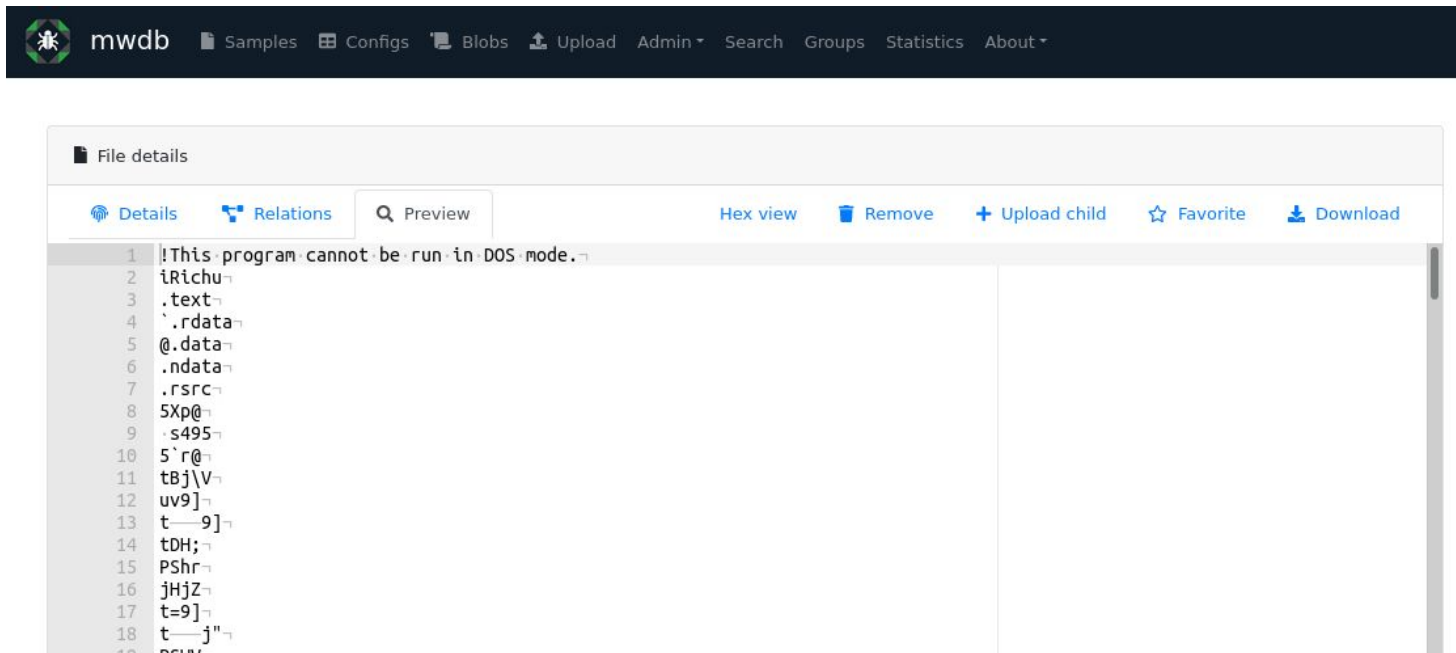 mwdb Samples Configs Blobs Upload Admin Search Groups Statistics About
File details
Details Relations Preview Hex view Remove + Upload child Favorite Download
1 !This·program·cannot·be·run·in·DOS·mode.¬
2 iRichu¬
3 .text¬
4 `.rdata¬
5 @.data¬
6 .ndata¬
7 .rsrc¬
8 5Xp@¬
9 ·s495¬
10 5`r@¬
11 tBj\V¬
12 uv9]¬
13 t——9]¬
14 tDH;¬
15 PShr¬
16 jHjZ¬
17 t=9]¬
18 t——j"¬